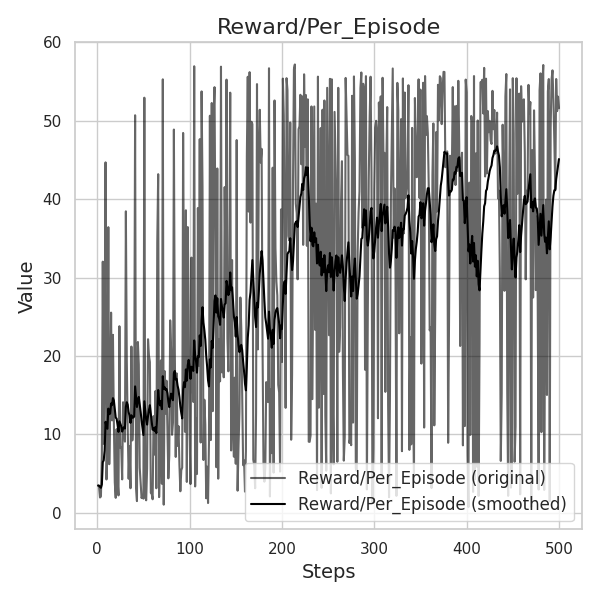 Reward/Per_Episode
60
50
40
30
20
10
0
Value
Reward/Per_Episode (original)
Reward/Per_Episode (smoothed)
0 100 200 300 400 500
Steps